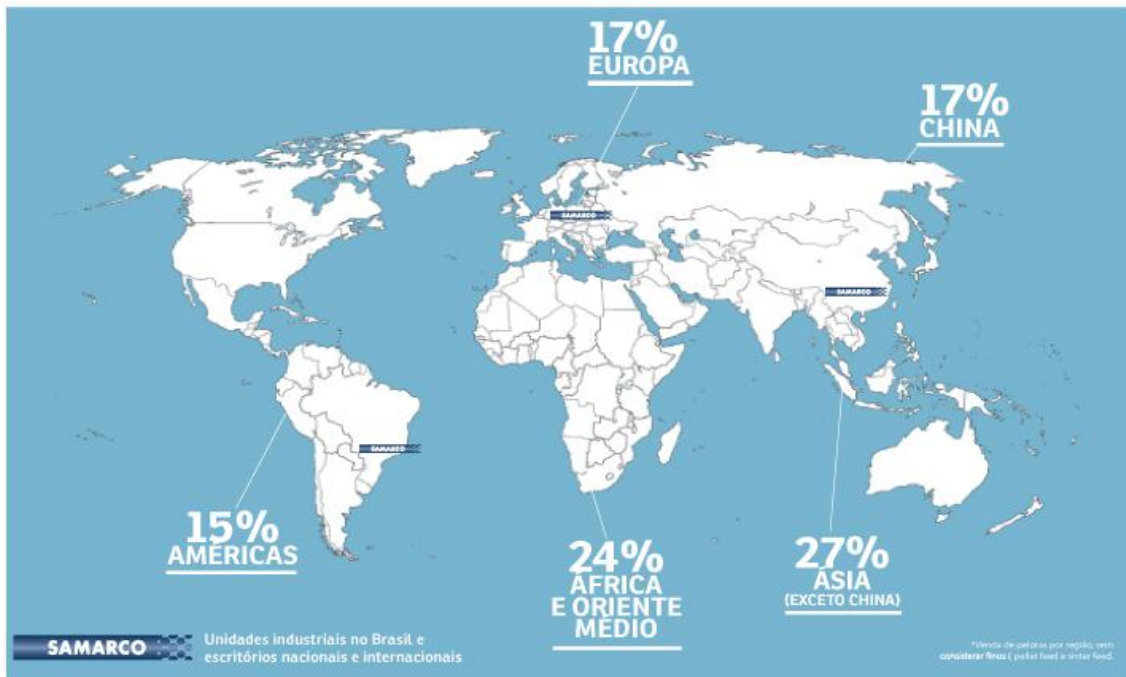 17%
EUROPA
17%
CHINA
SAMARCO
SAMARCO
SAMARCO
15%
AMÉRICAS
24%
ÁFRICA
E ORIENTE
MÉDIO
27%
ÁSIA
(EXCETO CHINA)
SAMARCO
Unidades industriais no Brasil e
escritórios nacionais e internacionais
*Venda de pelotas por região, sem
considerar finos ( pellet feed e sinter feed.